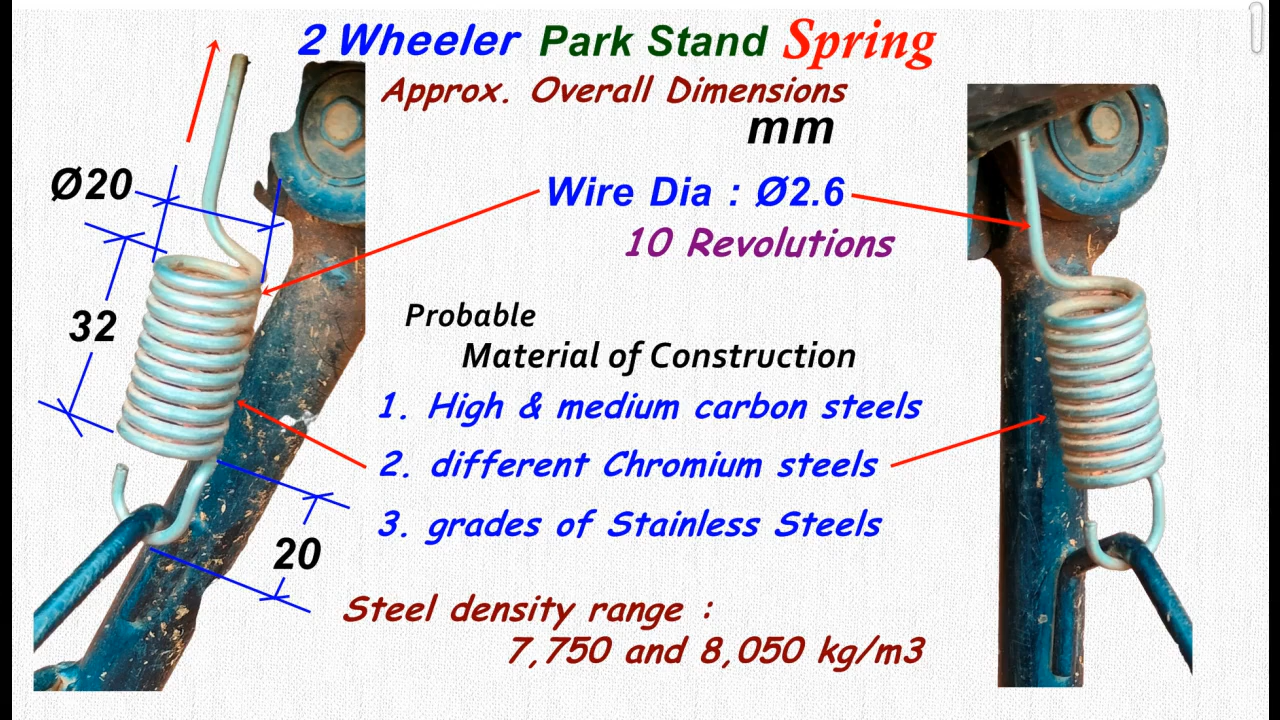 2 Wheeler Park Stand Spring
Approx. Overall Dimensions
mm
Ø20
Wire Dia : Ø2.6
10 Revolutions
32
Probable
Material of Construction
1. High & medium carbon steels
2. different Chromium steels
3. grades of Stainless Steels
20
Steel density range :
7,750 and 8,050 kg/m3